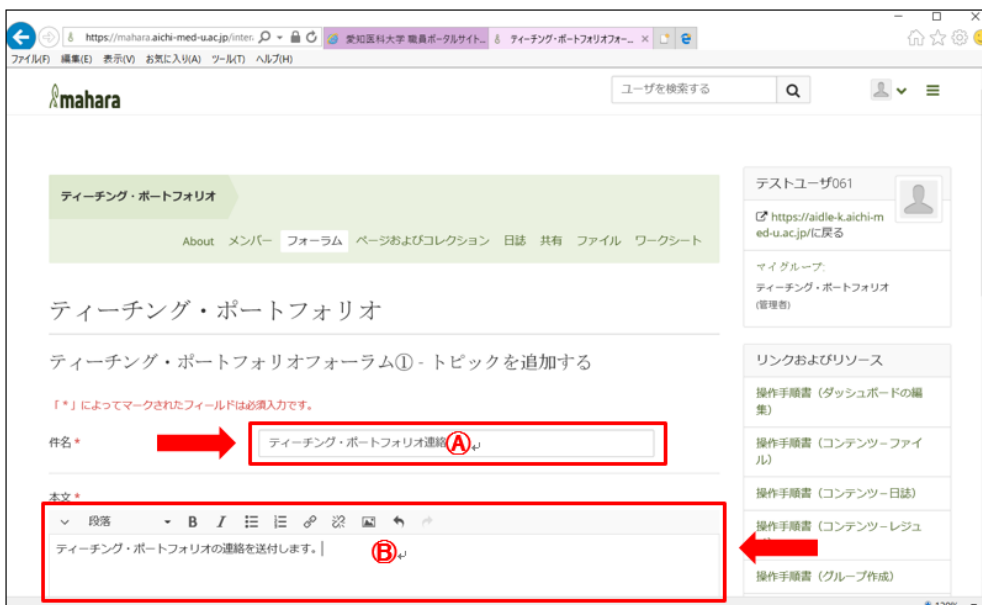 https://mahara.aichi-med-u.ac.jp/inter.
愛知医科大学 職員ポータルサイト...
ティーチング・ポートフォリオフォー...
ファイル(F) 編集(E) 表示(V) お気に入り(A) ツール(T) ヘルプ(H)
mahara
ユーザを検索する
ティーチング・ポートフォリオ
About メンバー フォーラム ページおよびコレクション 日誌 共有 ファイル ワークシート
ティーチング・ポートフォリオ
ティーチング・ポートフォリオフォーラム① - トピックを追加する
「*」によってマークされたフィールドは必須入力です。
件名 *
ティーチング・ポートフォリオ連絡 Ⓐ
本文 *
段落 B I
ティーチング・ポートフォリオの連絡を送付します。 Ⓑ
テストユーザ061
https://aidle-k.aichi-m
ed-u.ac.jp/に戻る
マイグループ:
ティーチング・ポートフォリオ
(管理者)
リンクおよびリソース
操作手順書（ダッシュボードの編
集）
操作手順書（コンテンツ－ファイ
ル）
操作手順書（コンテンツ－日誌）
操作手順書（コンテンツ－レジュ
操作手順書（グループ作成）